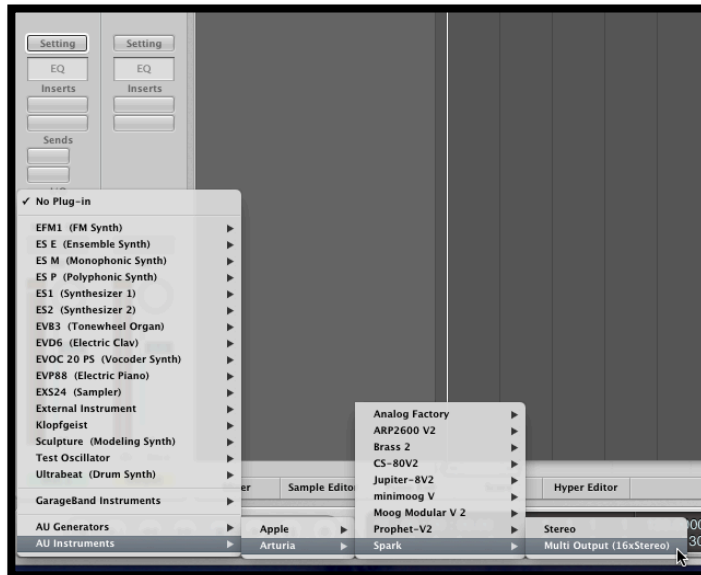 Setting
Setting
EQ
EQ
Inserts
Inserts
Sends
✓ No Plug-in
EFM1 (FM Synth)
ES E (Ensemble Synth)
ES M (Monophonic Synth)
ES P (Polyphonic Synth)
ES1 (Synthesizer 1)
ES2 (Synthesizer 2)
EVB3 (Tonewheel Organ)
EVD6 (Electric Clav)
EVOC 20 PS (Vocoder Synth)
EVP88 (Electric Piano)
EXS24 (Sampler)
External Instrument
Klopfgeist
Sculpture (Modeling Synth)
Test Oscillator
Ultrabeat (Drum Synth)
GarageBand Instruments
AU Generators
AU Instruments
Apple
Arturia
Analog Factory
ARP2600 V2
Brass 2
CS-80V2
Jupiter-8V2
minimoog V
Moog Modular V 2
Prophet-V2
Spark
Stereo
Multi Output (16xStereo)
Sample Edito
Hyper Editor